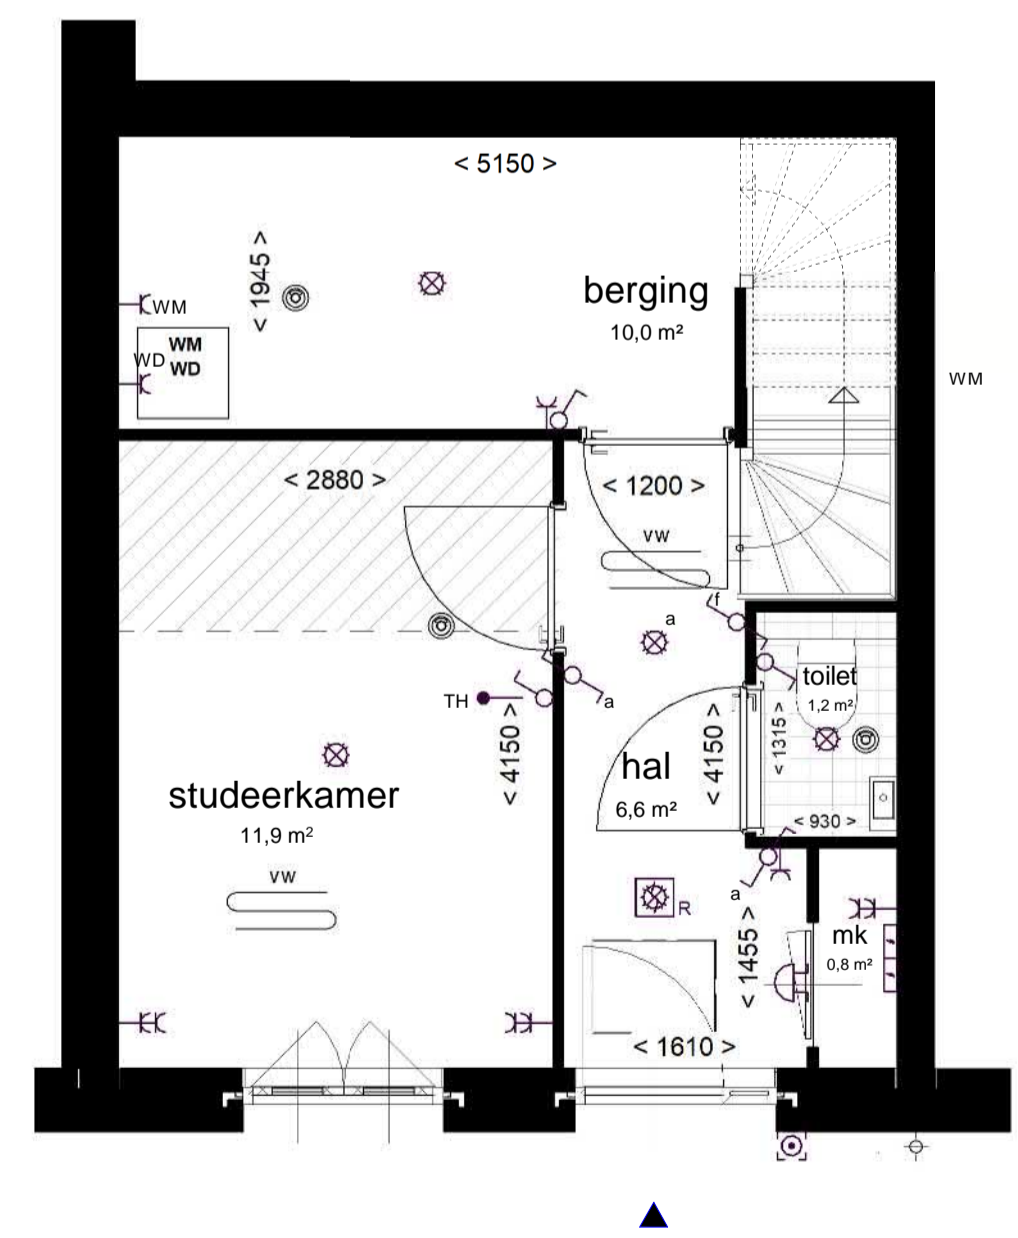 < 5150 >
< 1945 >
berging
10,0 m²
WM
WM
WD
WD
WM
< 2880 >
< 1200 >
VW
f
a
toilet
1,2 m²
TH
a
< 4150 >
< 4150 >
< 1315 >
hal
6,6 m²
studeerkamer
11,9 m²
< 930 >
VW
a
R
< 1455 >
mk
0,8 m²
< 1610 >